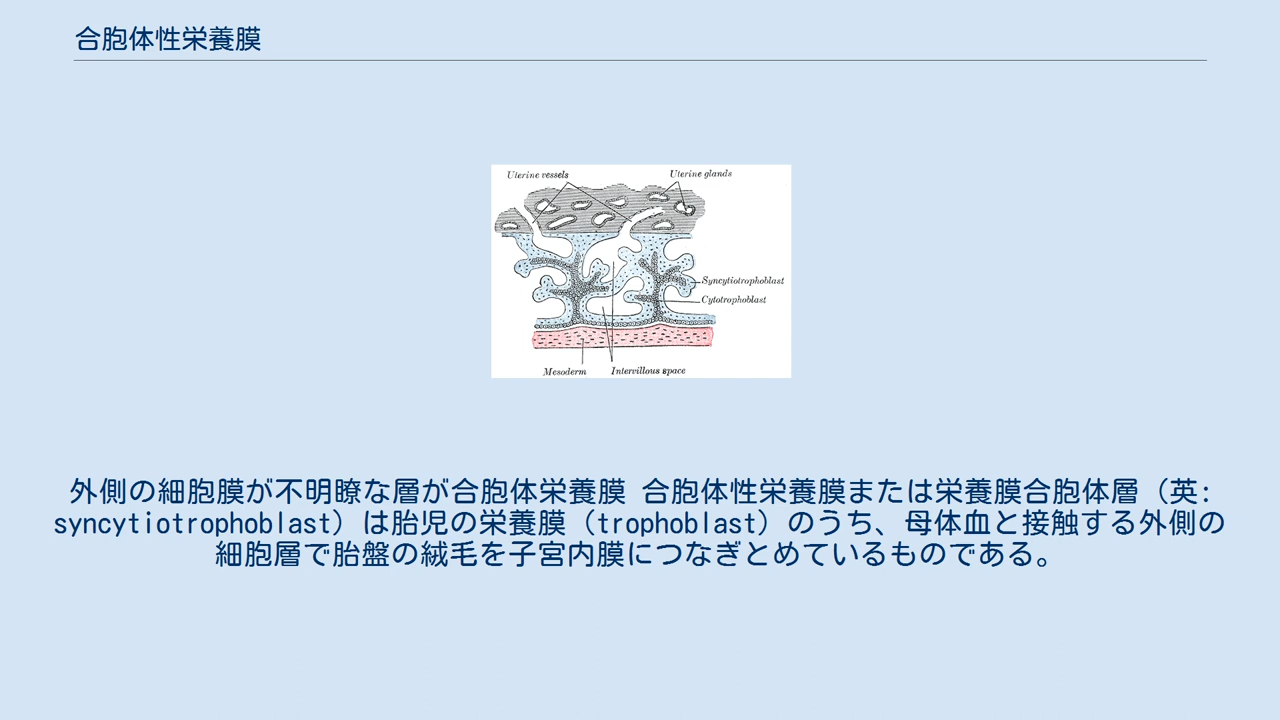 合胞体性栄養膜
Uterine vessels
Uterine glands
Syncytiotrophoblast
Cytotrophoblast
Mesoderm
Intervillous space
外側の細胞膜が不明瞭な層が合胞体栄養膜 合胞体性栄養膜または栄養膜合胞体層（英:
syncytiotrophoblast）は胎児の栄養膜（trophoblast）のうち、母体血と接触する外側の
細胞層で胎盤の絨毛を子宮内膜につなぎとめているものである。